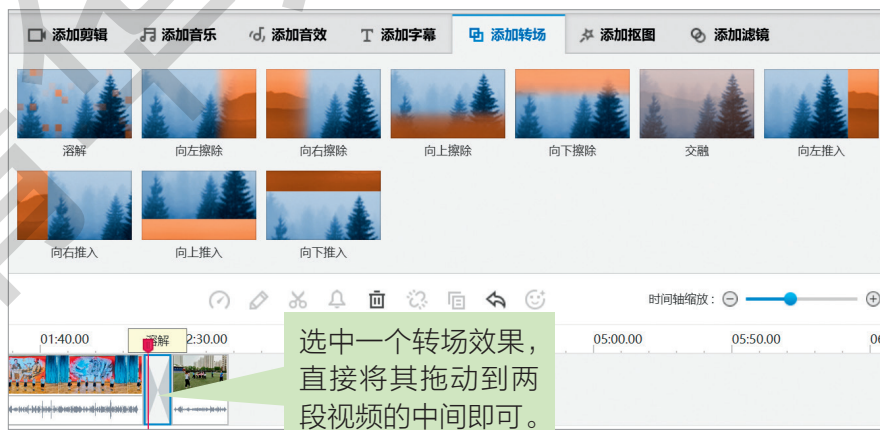 添加剪辑 添加音乐 添加音效 添加字幕 添加转场 添加抠图 添加滤镜
溶解 向左擦除 向右擦除 向上擦除 向下擦除 交融 向左推入
向右推入 向上推入 向下推入
时间轴缩放：
01:40.00 溶解 2:30.00 05:00.00 05:50.00 06
选中一个转场效果，
直接将其拖动到两
段视频的中间即可。